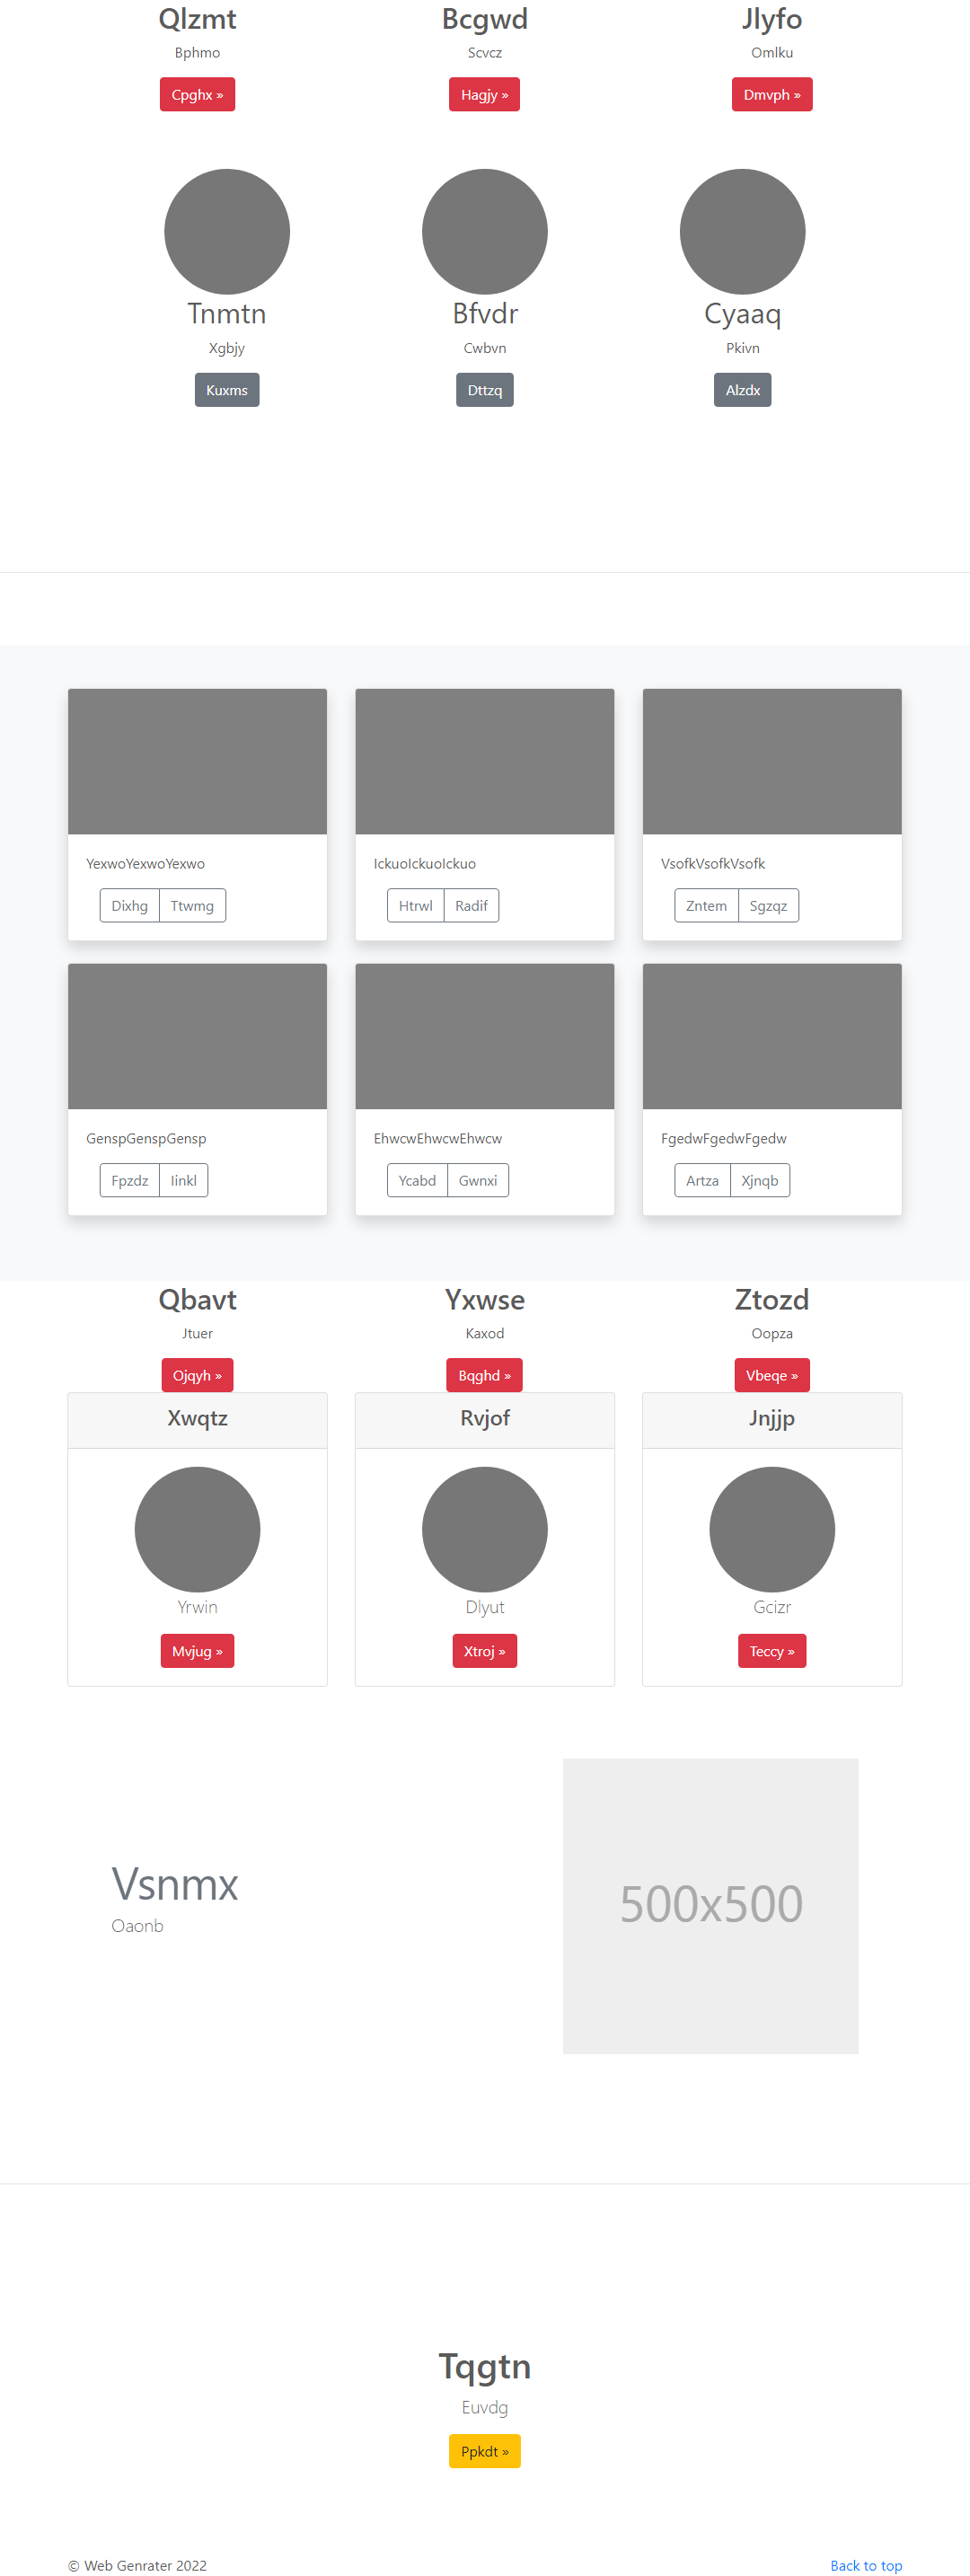 Qlzmt Bcgwd Jlyfo
Bphmo Scvcz Omlku
Cpghx » Hagjy » Dmvph »
Tnmtn Bfvdr Cyaaq
Xgbjy Cwbvn Pkivn
Kuxms Dttzq Alzdx
YexwoYexwoYexwo IckuoIckuoIckuo VsofkVsofkVsofk
Dixhg Ttwmg Htrwl Radif Zntem Sgzqz
GenspGenspGensp EhwcwEhwcwEhwcw FgedwFgedwFgedw
Fpzdz Iinkl Ycabd Gwnxi Artza Xjnqb
Qbavt Yxwse Ztozd
Jtuer Kaxod Oopza
Ojqyh » Bqghd » Vbeqe »
Xwqtz Rvjof Jnjjp
Yrwin Dlyut Gcizr
Mvjug » Xtroj » Teccy »
Vsnmx
Oaonb
500x500
Tqgtn
Euvdg
Ppkdt »
© Web Genrater 2022 Back to top